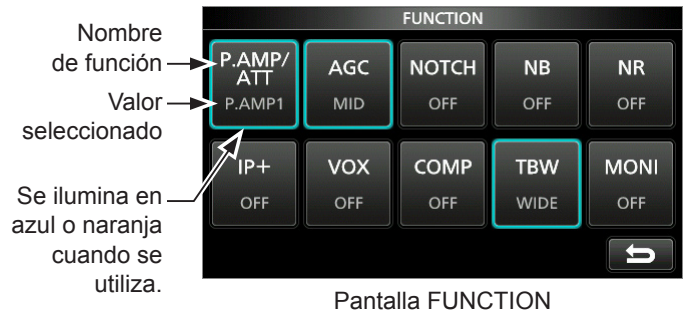 FUNCTION
Nombre
de función
Valor
seleccionado
Se ilumina en
azul o naranja
cuando se
utiliza.
P.AMP/
ATT
P.AMP1
AGC
MID
NOTCH
OFF
NB
OFF
NR
OFF
IP+
OFF
VOX
OFF
COMP
OFF
TBW
WIDE
MONI
OFF
Pantalla FUNCTION